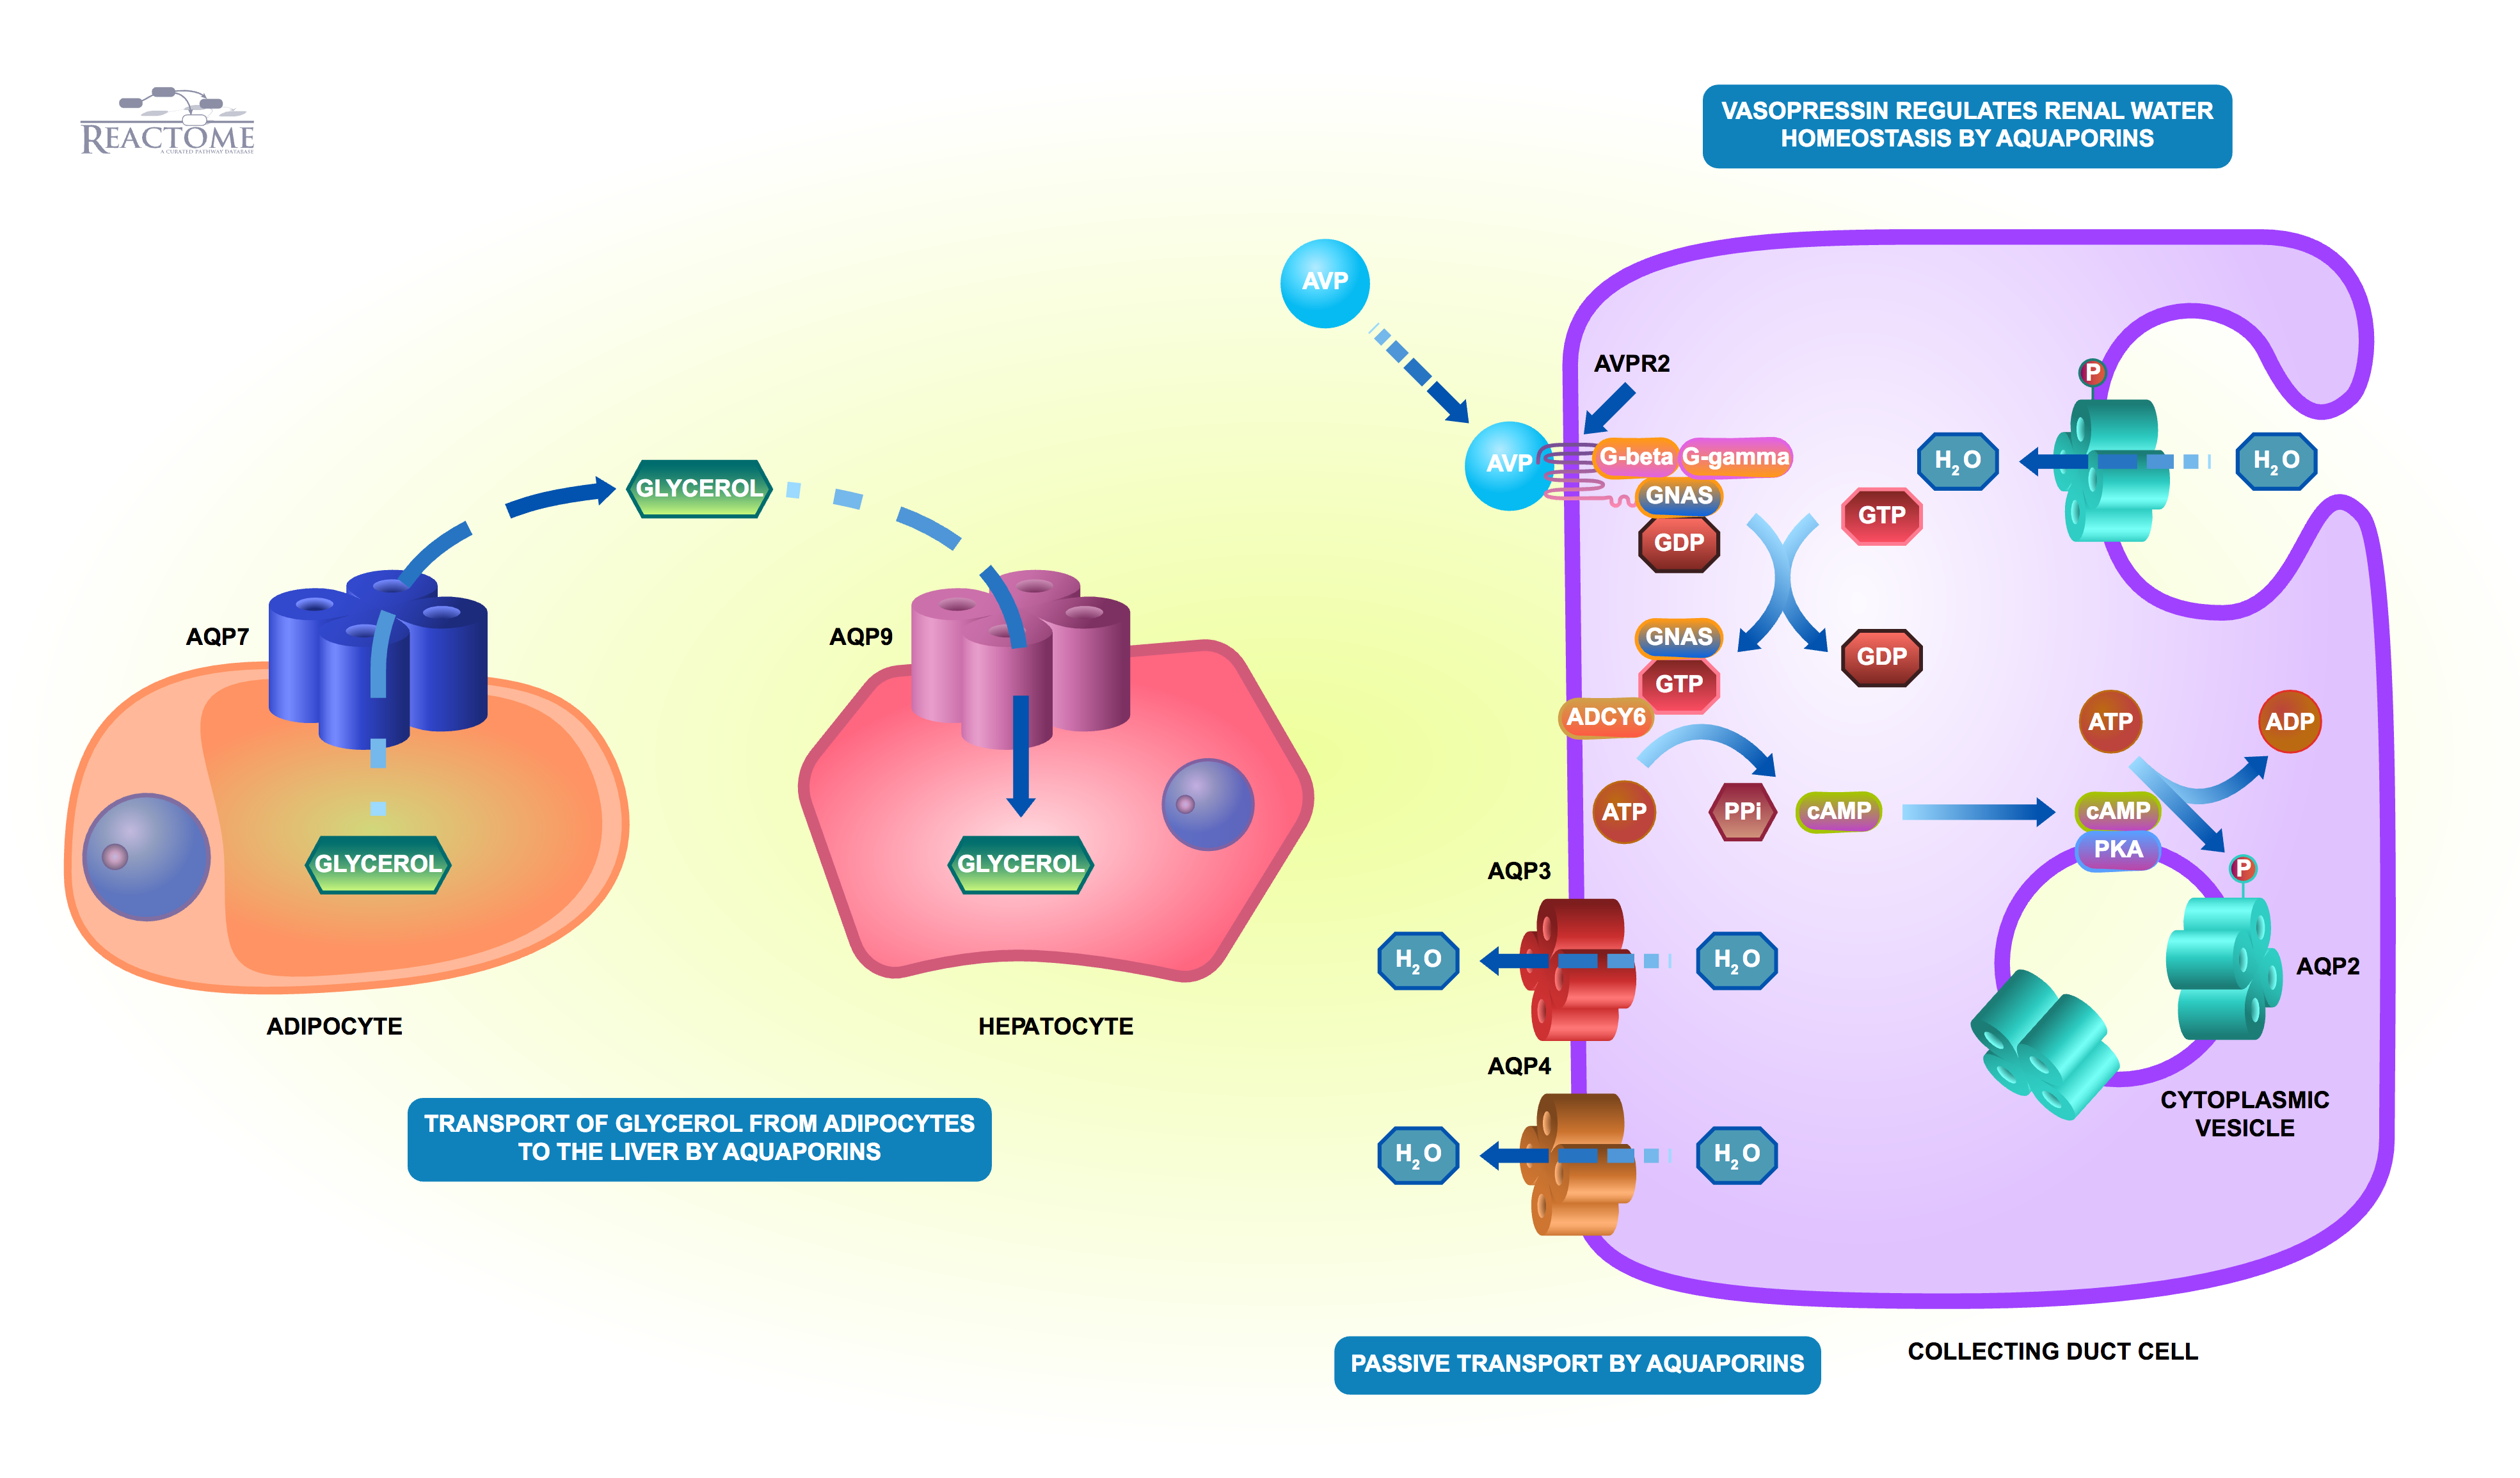 REACTOME
A CURATED PATHWAY DATABASE
VASOPRESSIN REGULATES RENAL WATER
HOMEOSTASIS BY AQUAPORINS
AVP
AVPR2
AVP
G-beta
G-gamma
GNAS
GDP
GTP
H2O
P
H2O
GNAS
GTP
GDP
ADCY6
ATP
PPi
cAMP
ATP
ADP
cAMP
PKA
P
AQP2
CYTOPLASMIC
VESICLE
AQP3
H2O
H2O
AQP4
H2O
H2O
GLYCEROL
AQP7
AQP9
GLYCEROL
GLYCEROL
ADIPOCYTE
HEPATOCYTE
TRANSPORT OF GLYCEROL FROM ADIPOCYTES
TO THE LIVER BY AQUAPORINS
PASSIVE TRANSPORT BY AQUAPORINS
COLLECTING DUCT CELL